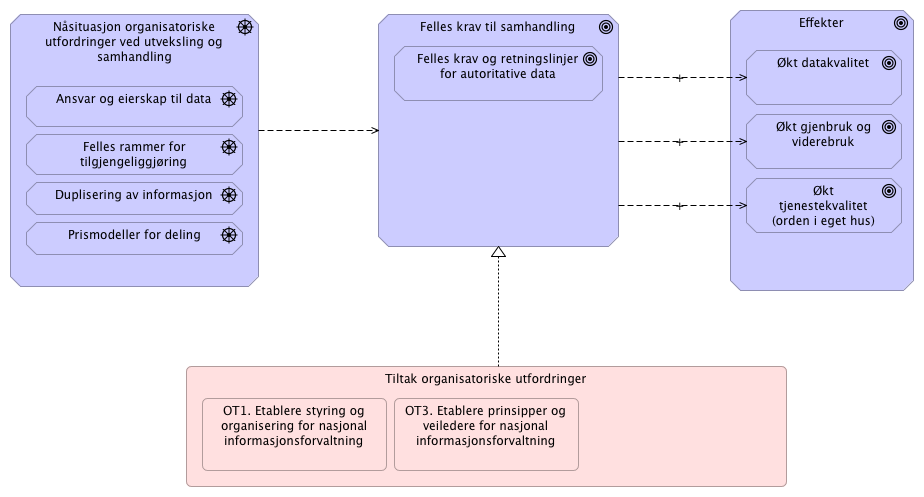 Nåsituasjon organisatoriske
utfordringer ved utveksling og
samhandling
Ansvar og eierskap til data
Felles rammer for
tilgjengeliggjøring
Duplisering av informasjon
Prismodeller for deling
Felles krav til samhandling
Felles krav og retningslinjer
for autoritative data
Effekter
Økt datakvalitet
Økt gjenbruk og
viderebruk
Økt
tjenestekvalitet
(orden i eget hus)
+
+
+
Tiltak organisatoriske utfordringer
OT1. Etablere styring og
organisering for nasjonal
informasjonsforvaltning
OT3. Etablere prinsipper og
veiledere for nasjonal
informasjonsforvaltning